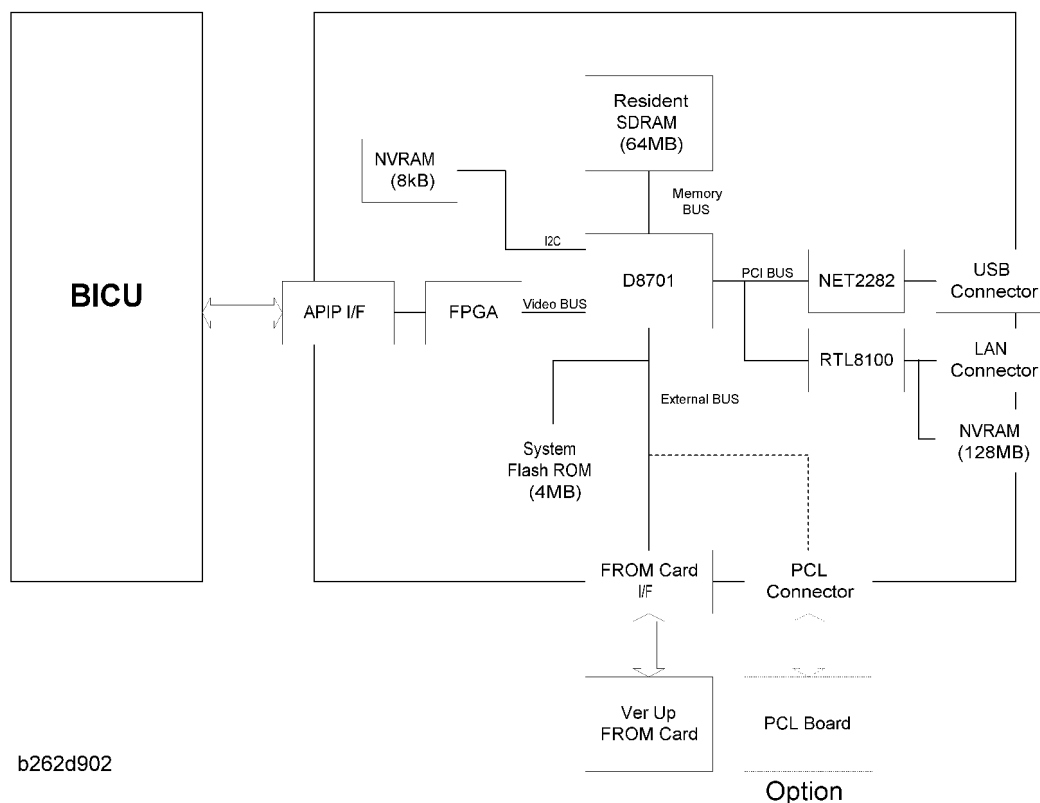 Resident
SDRAM
(64MB)
NVRAM
(8kB)
Memory
BUS
I2C
BICU
APIP I/F
FPGA
Video BUS
D8701
PCI BUS
NET2282
USB
Connector
RTL8100
LAN
Connector
External BUS
NVRAM
(128MB)
System
Flash ROM
(4MB)
FROM Card
I/F
PCL
Connector
Ver Up
FROM Card
PCL Board
b262d902
Option